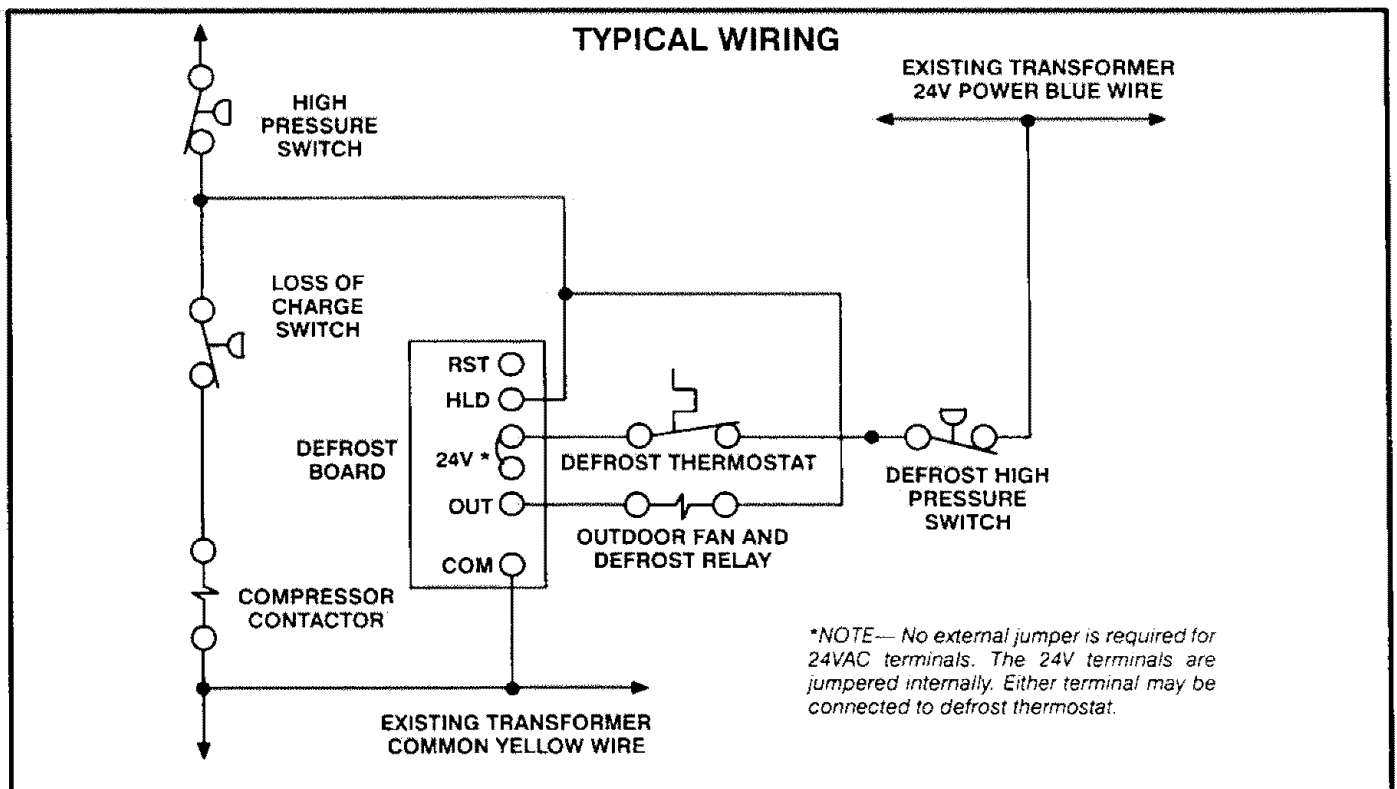 TYPICAL WIRING
EXISTING TRANSFORMER
24V POWER BLUE WIRE
HIGH
PRESSURE
SWITCH
LOSS OF
CHARGE
SWITCH
DEFROST
BOARD
RST
HLD
24V *
OUT
COM
DEFROST THERMOSTAT
OUTDOOR FAN AND
DEFROST RELAY
DEFROST HIGH
PRESSURE
SWITCH
COMPRESSOR
CONTACTOR
*NOTE— No external jumper is required for
24VAC terminals. The 24V terminals are
jumpered internally. Either terminal may be
connected to defrost thermostat.
EXISTING TRANSFORMER
COMMON YELLOW WIRE